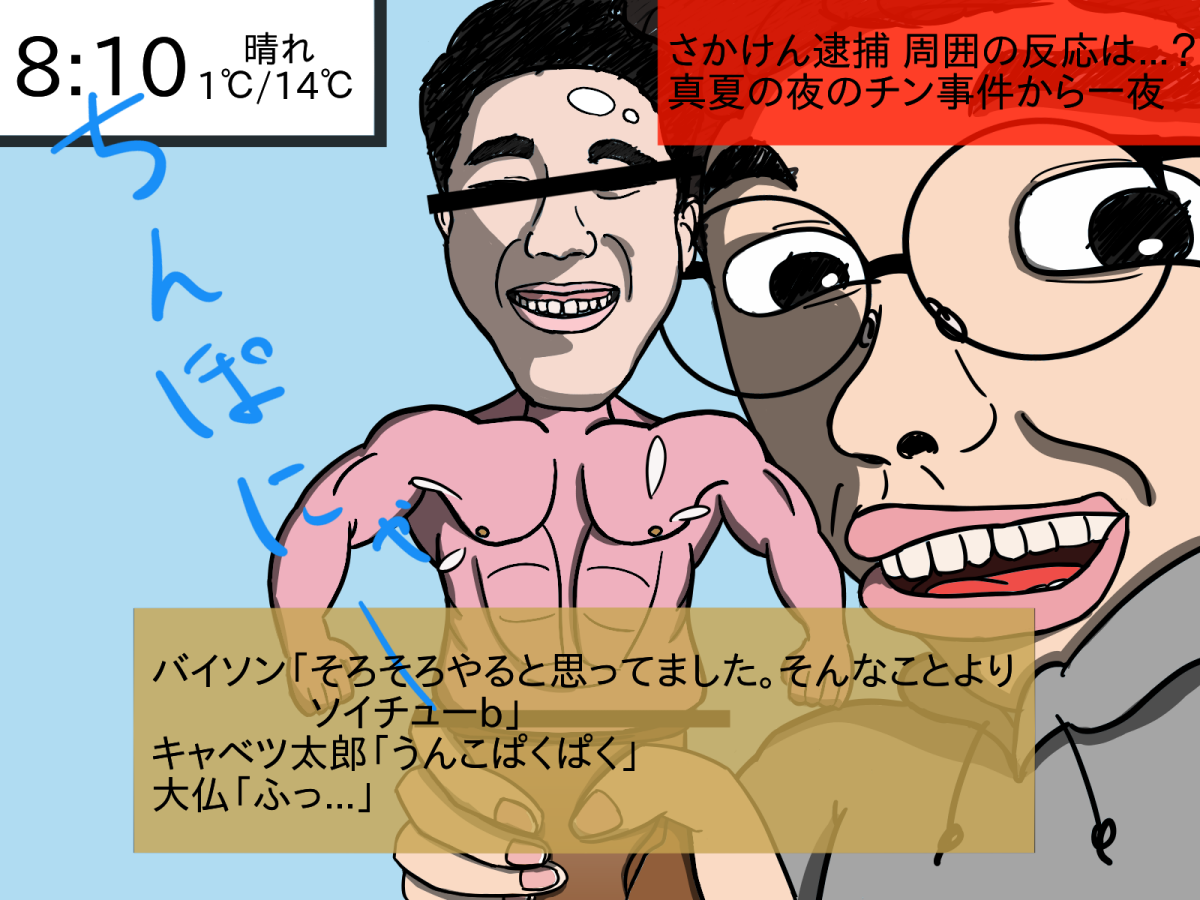 8:10
晴れ
1℃/14℃
さかけん逮捕 周囲の反応は...?
真夏の夜のチン事件から一夜
ちんぽにゃー
バイソン「そろそろやると思ってました。そんなことより
ソイチューb」
キャベツ太郎「うんこぱくぱく」
大仏「ふっ...」